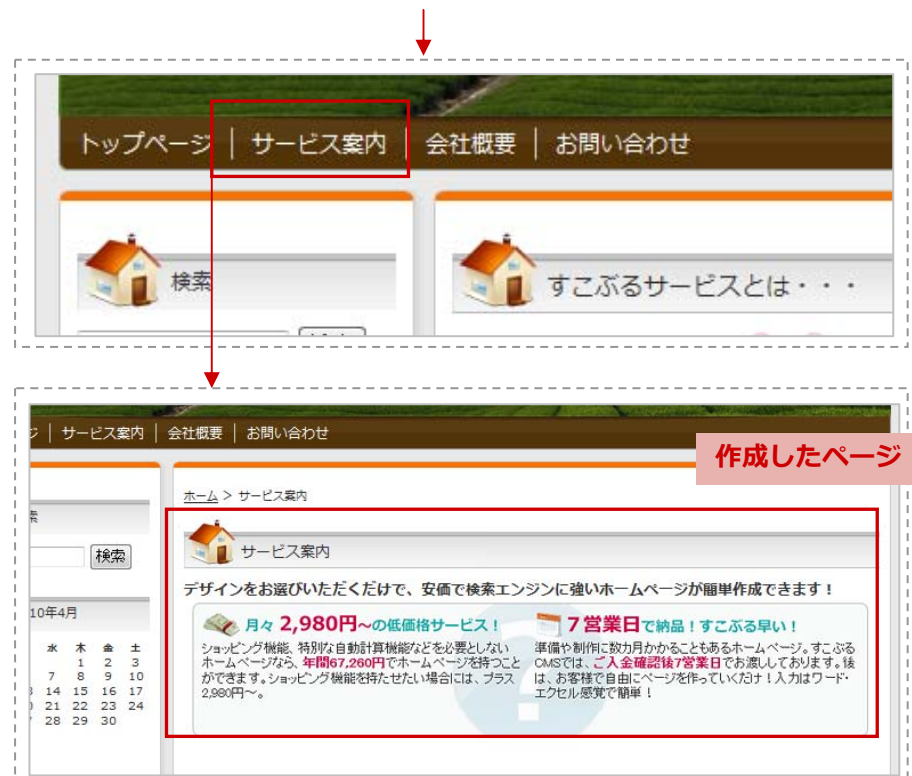 トップページ | サービス案内 | 会社概要 | お問い合わせ
検索
すこぶるサービスとは・・・
サービス案内 | 会社概要 | お問い合わせ
作成したページ
ホーム > サービス案内
検索
サービス案内
デザインをお選びいただくだけで、安価で検索エンジンに強いホームページが簡単作成できます！
10年4月
水 木 金 土
1 2 3
7 8 9 10
14 15 16 17
21 22 23 24
28 29 30
月々 2,980円~の低価格サービス！
ショッピング機能、特別な自動計算機能などを必要としない
ホームページなら、年間67,260円でホームページを持つこと
ができます。ショッピング機能を持たせたい場合には、プラス
2,980円~。
7営業日で納品！すこぶる早い！
準備や制作に数カ月かかることもあるホームページ。すこぶる
CMSでは、ご入金確認後7営業日でお渡ししております。後
は、お客様で自由にページを作っていくだけ！入力はワード・
エクセル感覚で簡単！